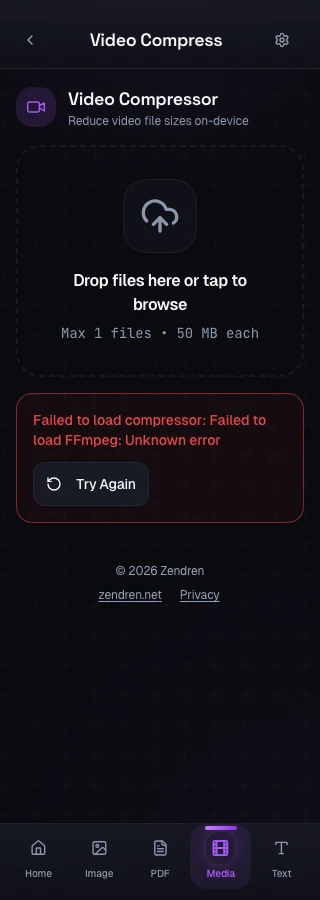 Video Compress
Video Compressor
Reduce video file sizes on-device
Drop files here or tap to
browse
Max 1 files • 50 MB each
Failed to load compressor: Failed to
load FFmpeg: Unknown error
Try Again
© 2026 Zendren
zendren.net Privacy
Home Image PDF Media Text